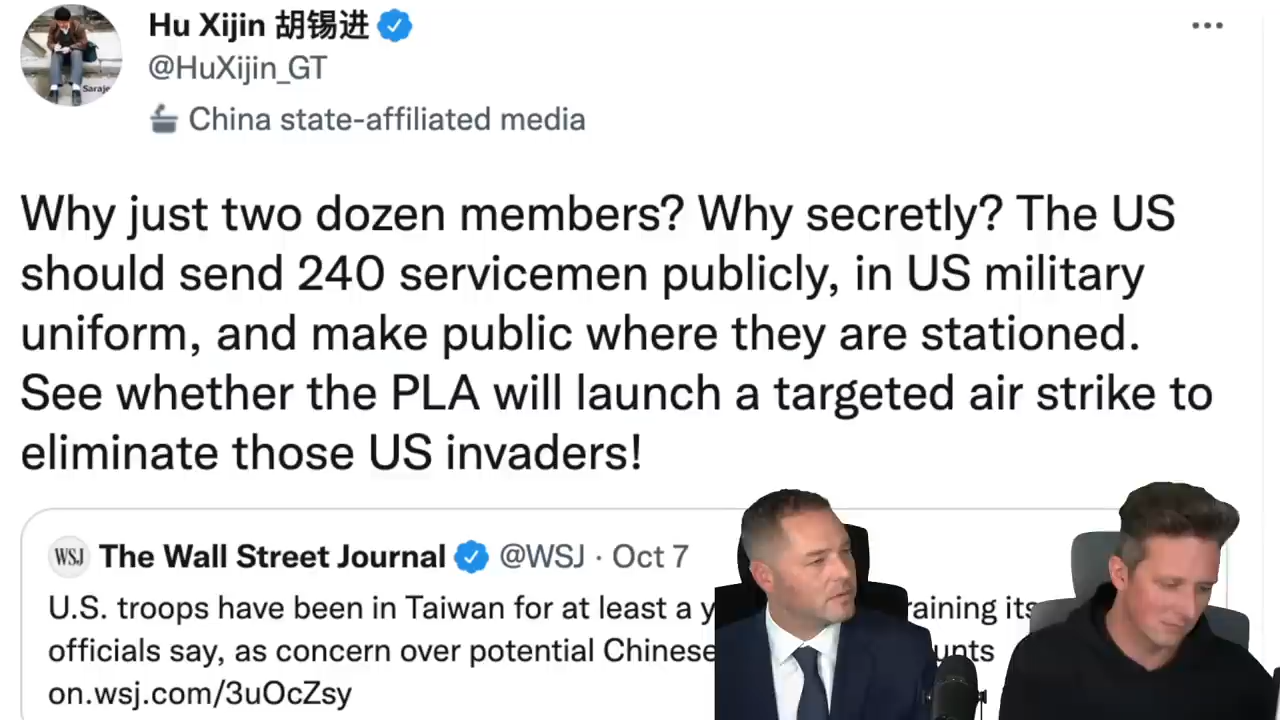 Hu Xijin 胡锡进
@HuXijin_GT
China state-affiliated media
Why just two dozen members? Why secretly? The US
should send 240 servicemen publicly, in US military
uniform, and make public where they are stationed.
See whether the PLA will launch a targeted air strike to
eliminate those US invaders!
WSJ The Wall Street Journal @WSJ · Oct 7
U.S. troops have been in Taiwan for at least a
officials say, as concern over potential Chinese
on.wsj.com/3uOcZsy